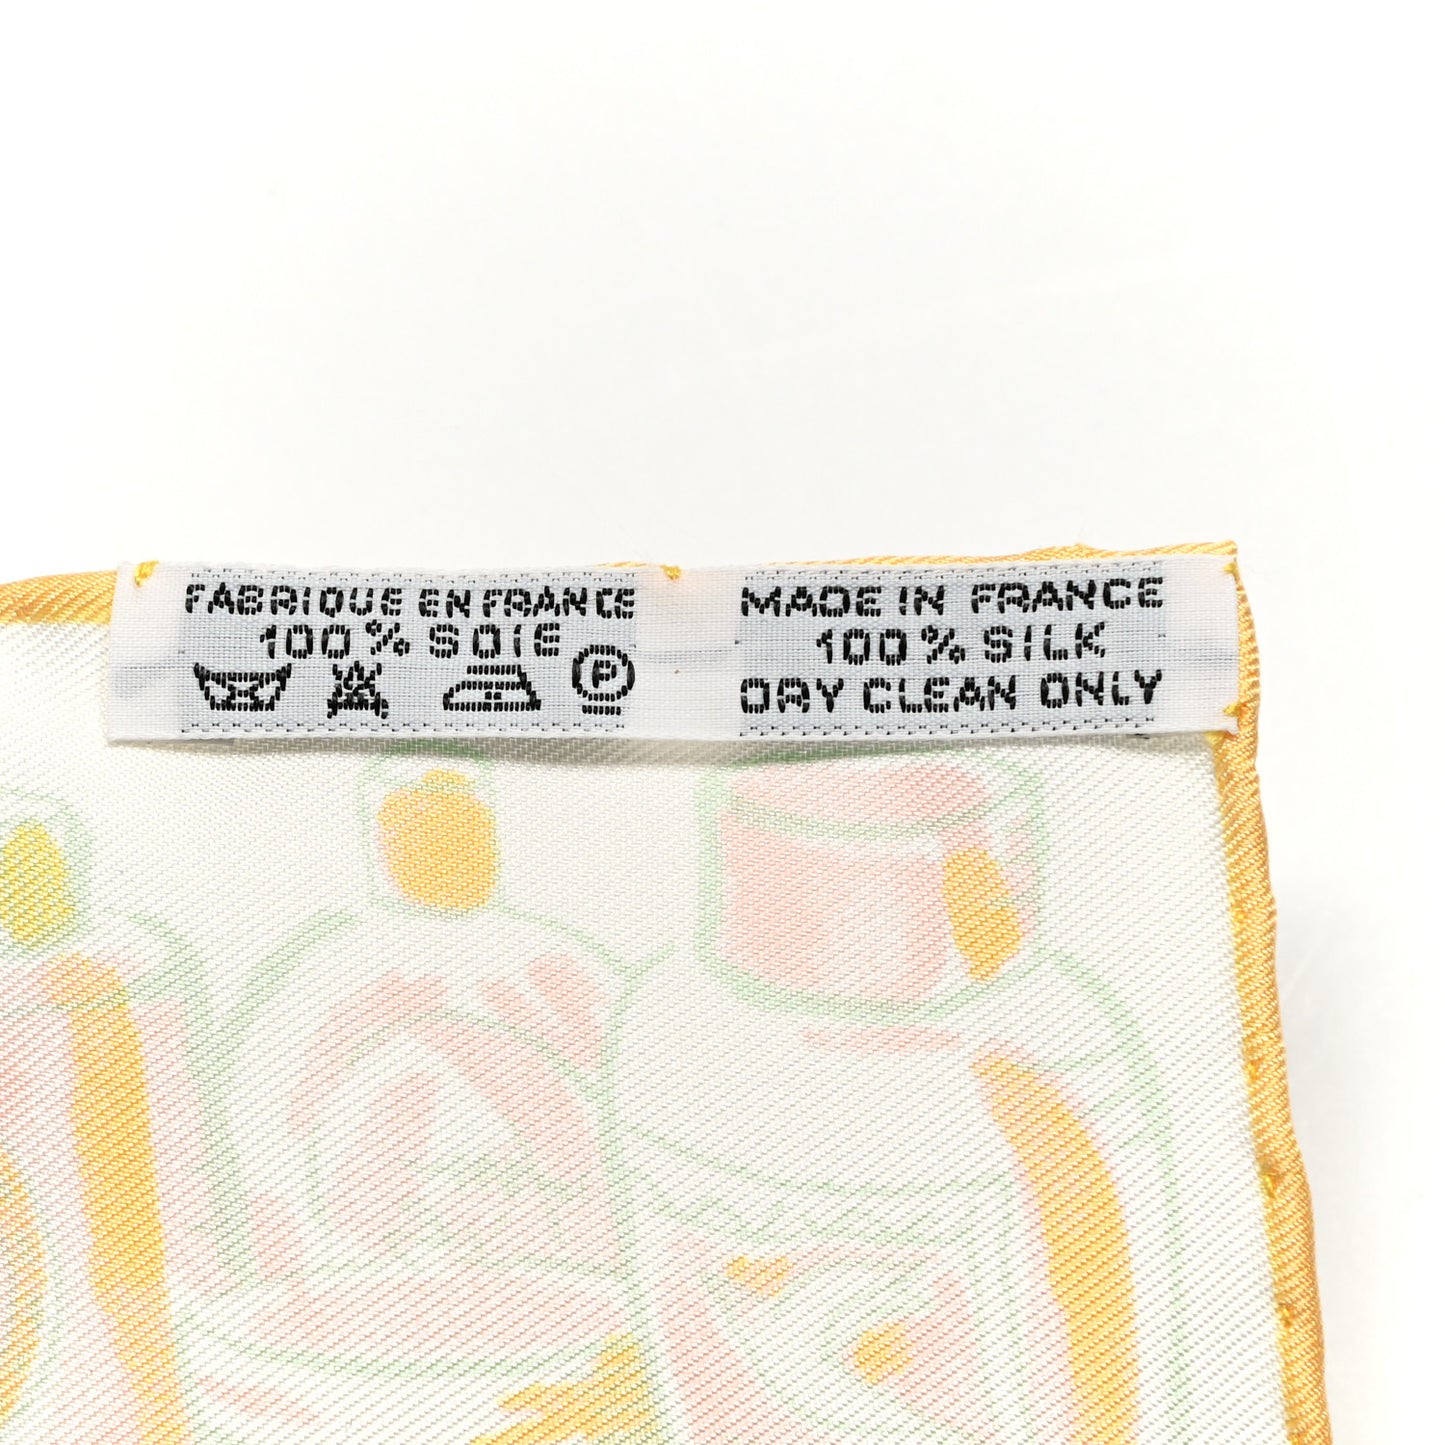 FABRIQUE EN FRANCE
100% SOIE
P
MADE IN FRANCE
100% SILK
DRY CLEAN ONLY